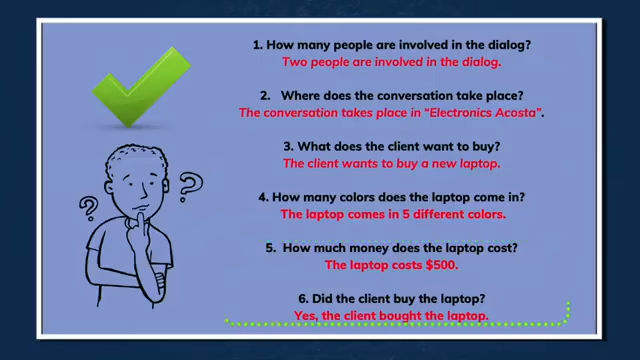 1. How many people are involved in the dialog?
Two people are involved in the dialog.
2. Where does the conversation take place?
The conversation takes place in “Electronics Acosta”.
3. What does the client want to buy?
The client wants to buy a new laptop.
4. How many colors does the laptop come in?
The laptop comes in 5 different colors.
5. How much money does the laptop cost?
The laptop costs $500.
6. Did the client buy the laptop?
Yes, the client bought the laptop.